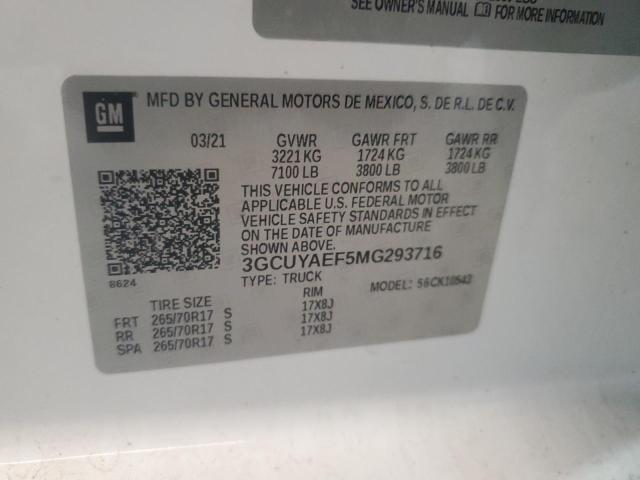 SEE OWNER'S MANUAL FOR MORE INFORMATION
GM
MFD BY GENERAL MOTORS DE MEXICO, S. DE R.L. DE C.V.
03/21 GVWR GAWR FRT GAWR RR
3221 KG 1724 KG 1724 KG
7100 LB 3800 LB 3800 LB
THIS VEHICLE CONFORMS TO ALL
APPLICABLE U.S. FEDERAL MOTOR
VEHICLE SAFETY STANDARDS IN EFFECT
ON THE DATE OF MANUFACTURE
SHOWN ABOVE.
8624
3GCUYAEF5MG293716
TYPE: TRUCK MODEL: CK10543
TIRE SIZE RIM
FRT 265/70R17 S 17X8J
RR 265/70R17 S 17X8J
SPA 265/70R17 S 17X8J